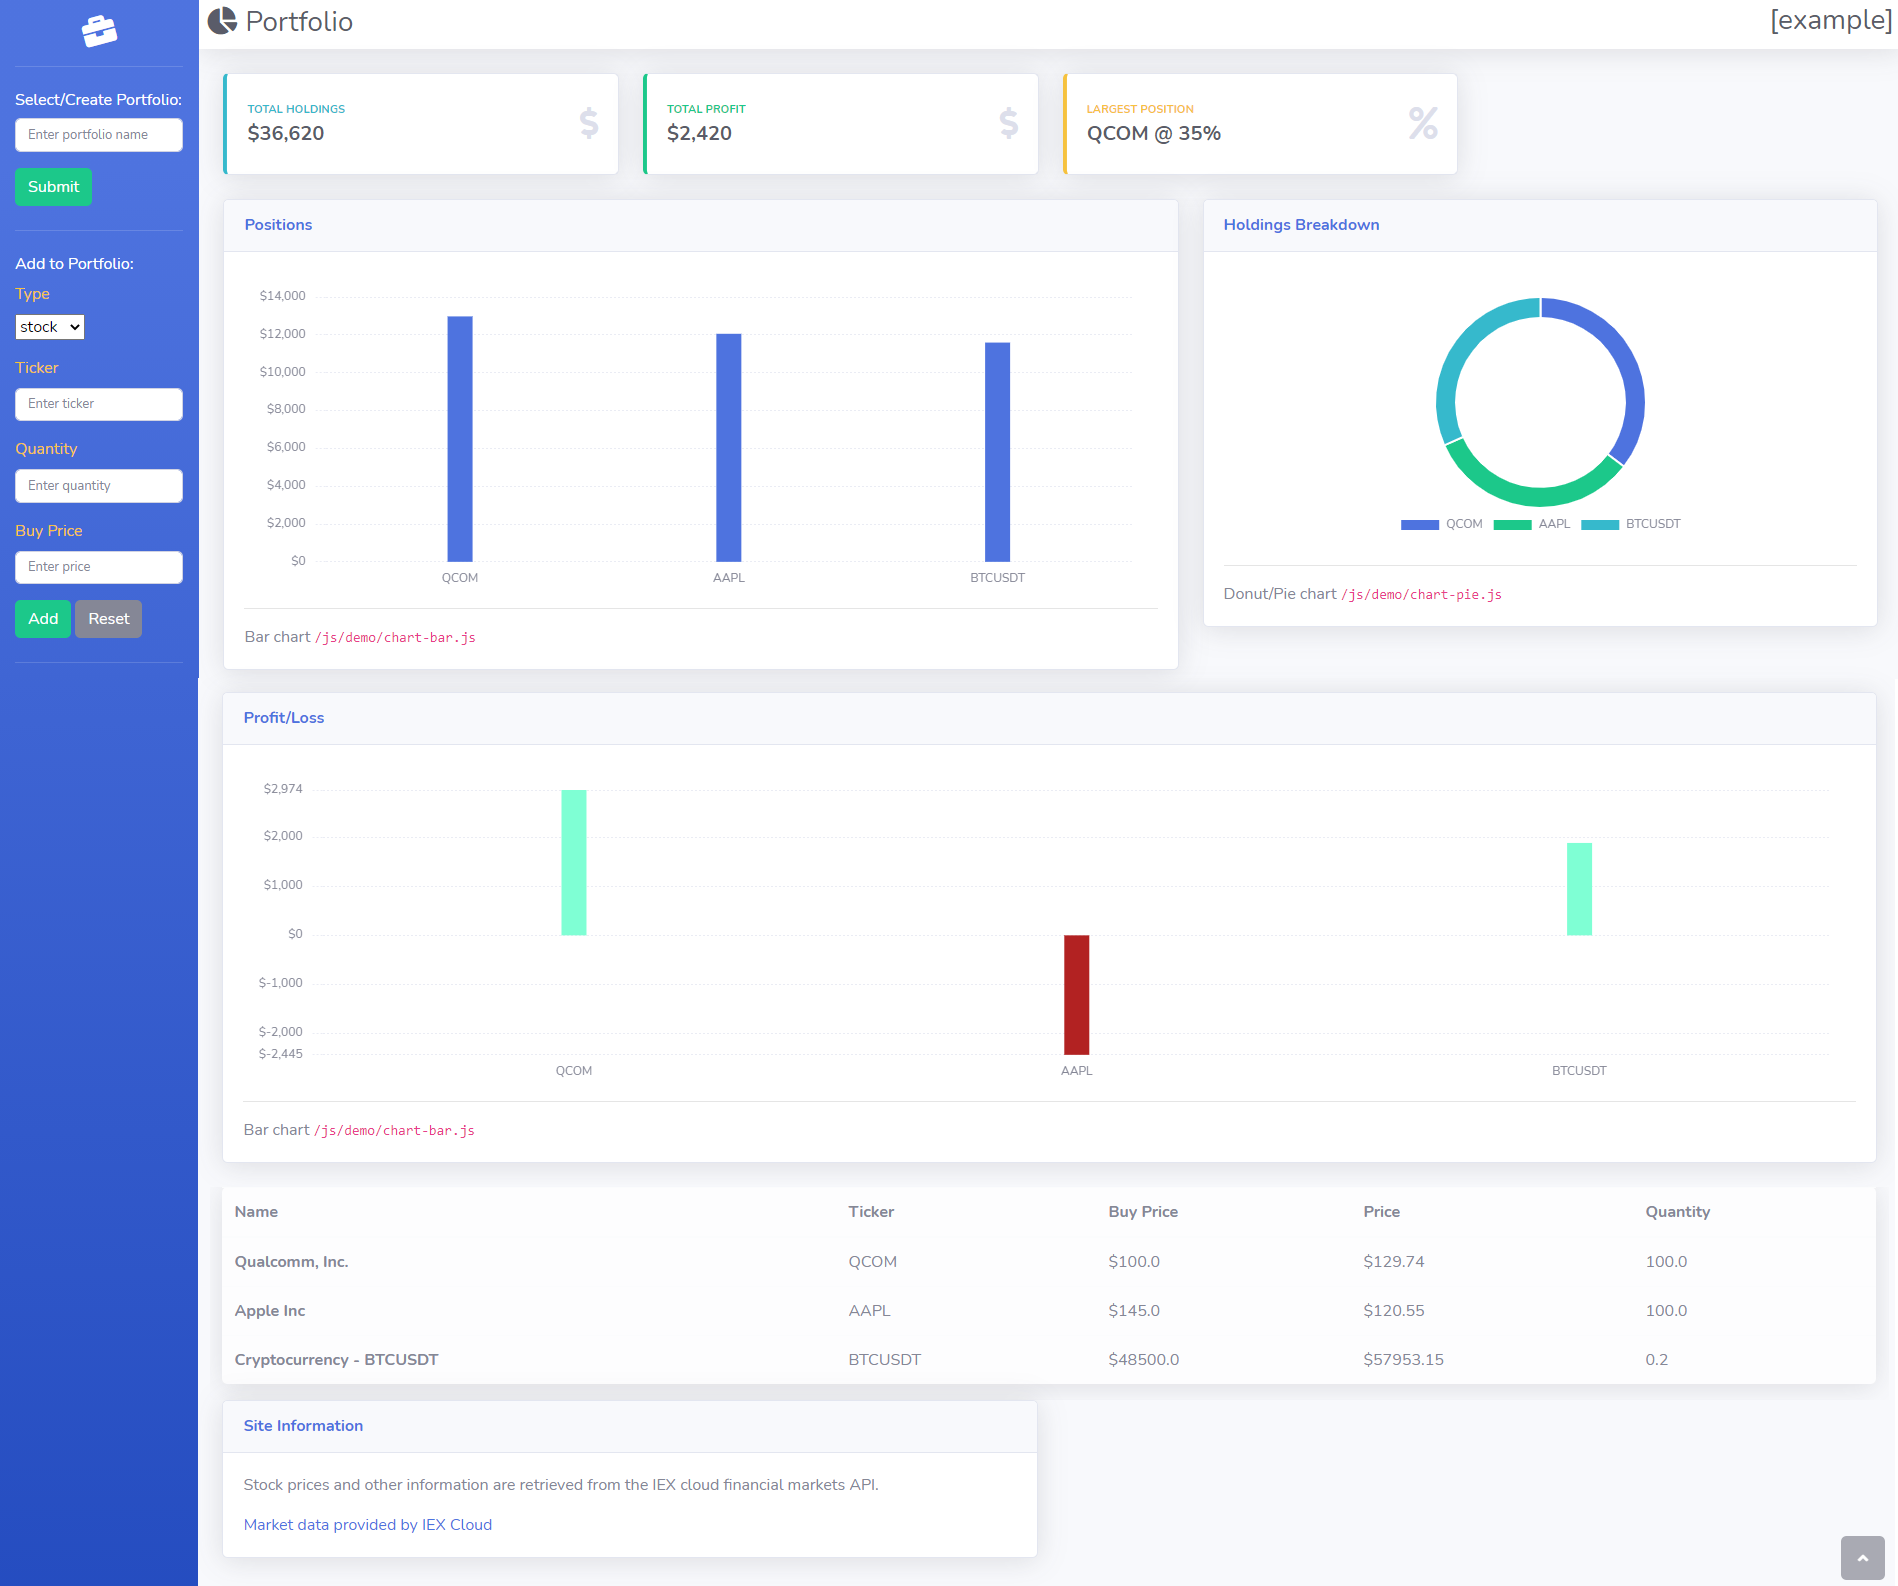 Portfolio
[example]
Select/Create Portfolio:
Enter portfolio name
Submit
Add to Portfolio:
Type
stock
Ticker
Enter ticker
Quantity
Enter quantity
Buy Price
Enter price
Add Reset
TOTAL HOLDINGS
$36,620
$
TOTAL PROFIT
$2,420
$
LARGEST POSITION
QCOM @ 35%
%
Positions
$14,000
$12,000
$10,000
$8,000
$6,000
$4,000
$2,000
$0
QCOM AAPL BTCUSDT
Bar chart /js/demo/chart-bar.js
Holdings Breakdown
QCOM AAPL BTCUSDT
Donut/Pie chart /js/demo/chart-pie.js
Profit/Loss
$2,974
$2,000
$1,000
$0
$-1,000
$-2,000
$-2,445
QCOM AAPL BTCUSDT
Bar chart /js/demo/chart-bar.js
Name Ticker Buy Price Price Quantity
Qualcomm, Inc. QCOM $100.0 $129.74 100.0
Apple Inc AAPL $145.0 $120.55 100.0
Cryptocurrency - BTCUSDT BTCUSDT $48500.0 $57953.15 0.2
Site Information
Stock prices and other information are retrieved from the IEX cloud financial markets API.
Market data provided by IEX Cloud